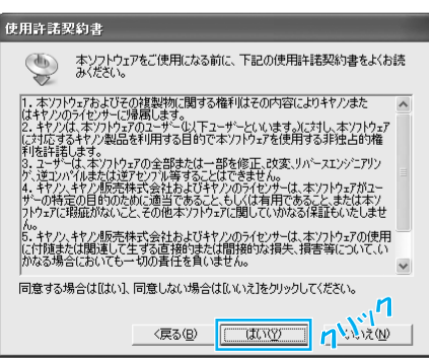 使用許諾契約書
本ソフトウェアをご使用になる前に、下記の使用許諾契約書をよくお読
みください。
1. 本ソフトウェアおよびその複製物に関する権利はその内容によりキヤノンまた
はキヤノンのライセンサーに帰属します。
2. キヤノンは、本ソフトウェアのユーザー(以下ユーザーといいます。)に対し、本ソフトウェア
に対応するキヤノン製品を利用する目的で本ソフトウェアを使用する非独占的権
利を許諾します。
3. ユーザーは、本ソフトウェアの全部または一部を修正、改変、リバース・エンジニアリン
グ、逆コンパイルまたは逆アセンブル等することはできません。
4. キヤノン、キヤノン販売株式会社およびキヤノンのライセンサーは、本ソフトウェアがユー
ザーの特定の目的のために適当であること、もしくは有用であること、または本ソ
フトウェアに瑕疵がないこと、その他本ソフトウェアに関していかなる保証もいたしませ
ん。
5. キヤノン、キヤノン販売株式会社およびキヤノンのライセンサーは、本ソフトウェアの使用
に付随または関連して生ずる直接的または間接的な損失、損害等について、い
かなる場合においても一切の責任を負いません。
同意する場合は[はい]、同意しない場合は[いいえ]をクリックしてください。
<戻る(B) はい(Y) いいえ(N)
クリック